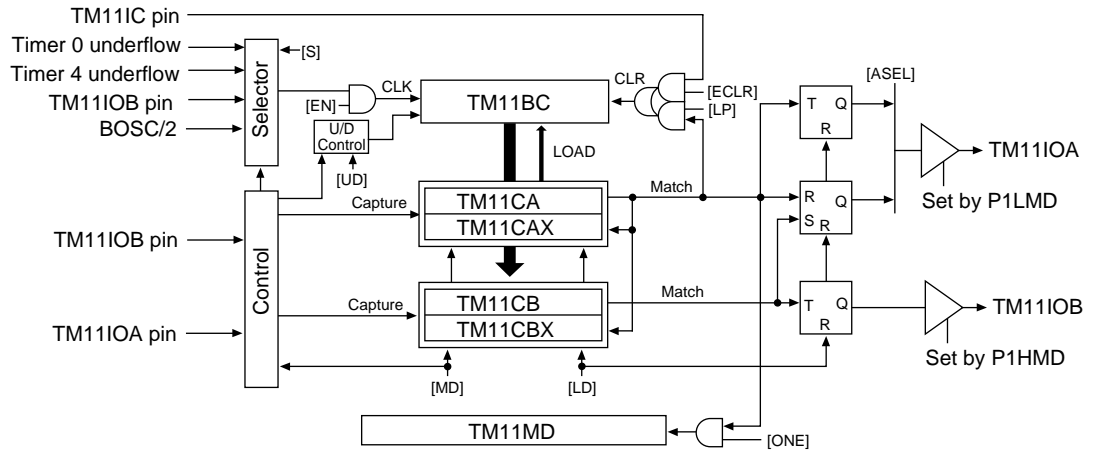 TM11IC pin
Timer 0 underflow
[S]
Timer 4 underflow
TM11IOB pin
BOSC/2
Selector
[EN]
CLK
TM11BC
CLR
[ECLR]
[LP]
[ASEL]
T Q
R
TM11IOA
Set by P1LMD
U/D
Control
[UD]
LOAD
Capture
TM11CA
TM11CAX
Match
R Q
S R
TM11IOB pin
Control
Capture
TM11CB
TM11CBX
Match
T Q
R
TM11IOB
Set by P1HMD
TM11IOA pin
[MD]
[LD]
TM11MD
[ONE]